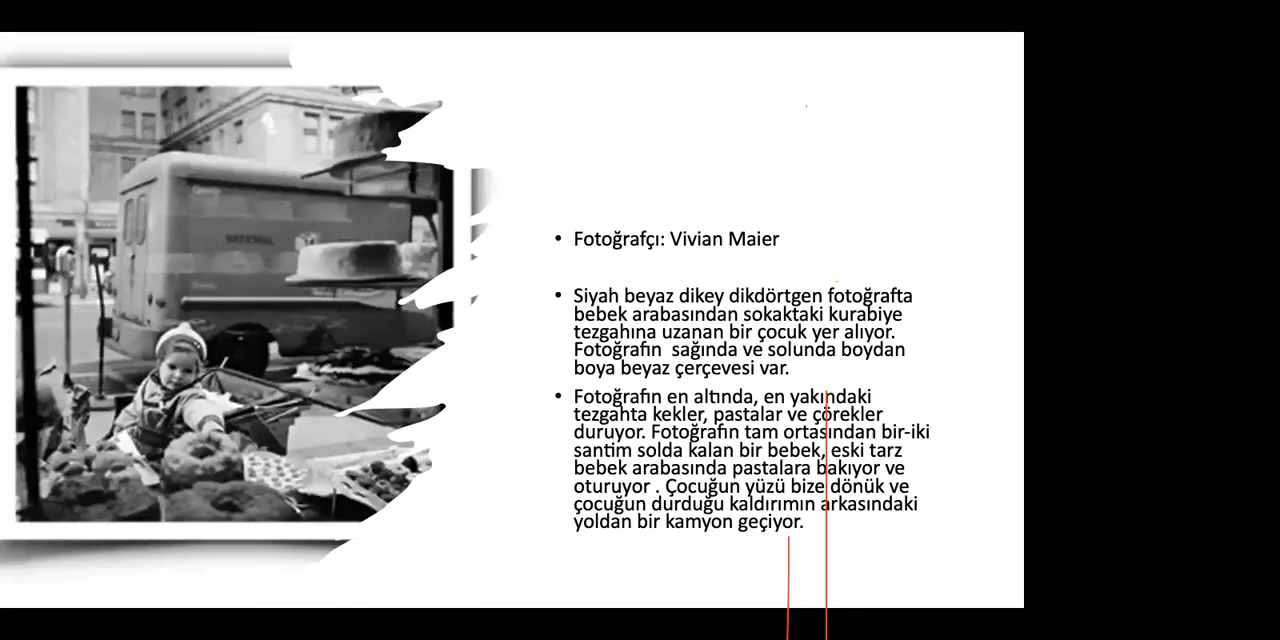 NATIONAL
• Fotoğrafçı: Vivian Maier
• Siyah beyaz dikey dikdörtgen fotoğrafta
bebek arabasından sokaktaki kurabiye
tezgahına uzanan bir çocuk yer alıyor.
Fotoğrafın  sağında ve solunda boydan
boya beyaz çerçevesi var.
• Fotoğrafın en altında, en yakındaki
tezgahta kekler, pastalar ve çörekler
duruyor. Fotoğrafın tam ortasından bir-iki
santim solda kalan bir bebek, eski tarz
bebek arabasında pastalara bakıyor ve
oturuyor . Çocuğun yüzü bize dönük ve
çocuğun durduğu kaldırımın arkasındaki
yoldan bir kamyon geçiyor.